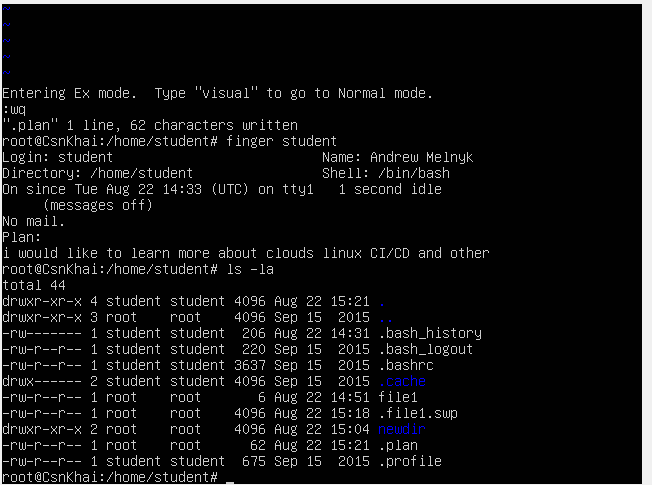 ~
~
~
~
~
Entering Ex mode.  Type "visual" to go to Normal mode.
:wq
".plan" 1 line, 62 characters written
root@CsnKhai:/home/student# finger student
Login: student                          Name: Andrew Melnyk
Directory: /home/student                Shell: /bin/bash
On since Tue Aug 22 14:33 (UTC) on tty1   1 second idle
     (messages off)
No mail.
Plan:
i would like to learn more about clouds linux CI/CD and other
root@CsnKhai:/home/student# ls -la
total 44
drwxr-xr-x 4 student student 4096 Aug 22 15:21 .
drwxr-xr-x 3 root    root    4096 Sep 15  2015 ..
-rw------- 1 student student  206 Aug 22 14:31 .bash_history
-rw-r--r-- 1 student student  220 Sep 15  2015 .bash_logout
-rw-r--r-- 1 student student 3637 Sep 15  2015 .bashrc
drwx------ 2 student student 4096 Sep 15  2015 .cache
-rw-r--r-- 1 root    root       6 Aug 22 14:51 file1
-rw-r--r-- 1 root    root    4096 Aug 22 15:18 .file1.swp
drwxr-xr-x 2 root    root    4096 Aug 22 15:04 newdir
-rw-r--r-- 1 root    root      62 Aug 22 15:21 .plan
-rw-r--r-- 1 student student  675 Sep 15  2015 .profile
root@CsnKhai:/home/student# _